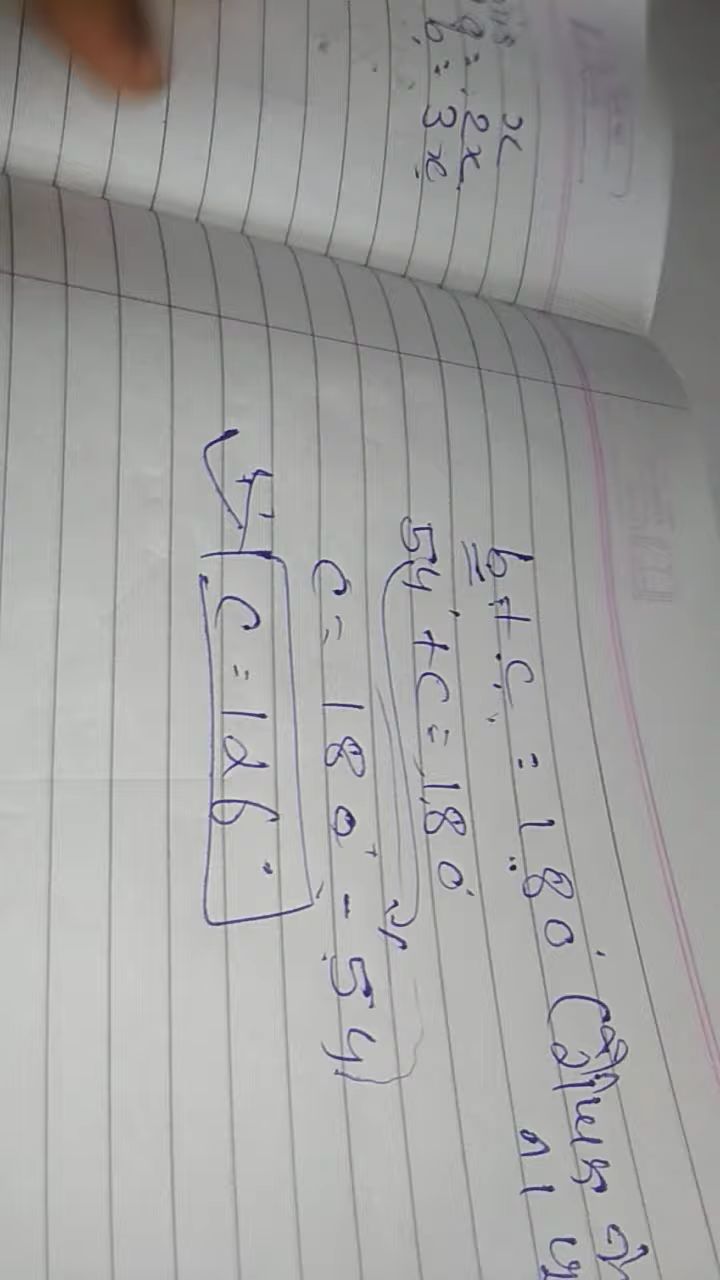 x
a = 2x
b = 3x
b + c = 180° (रैखिक
54° + c = 180°
c = 180° - 54
c = 126°